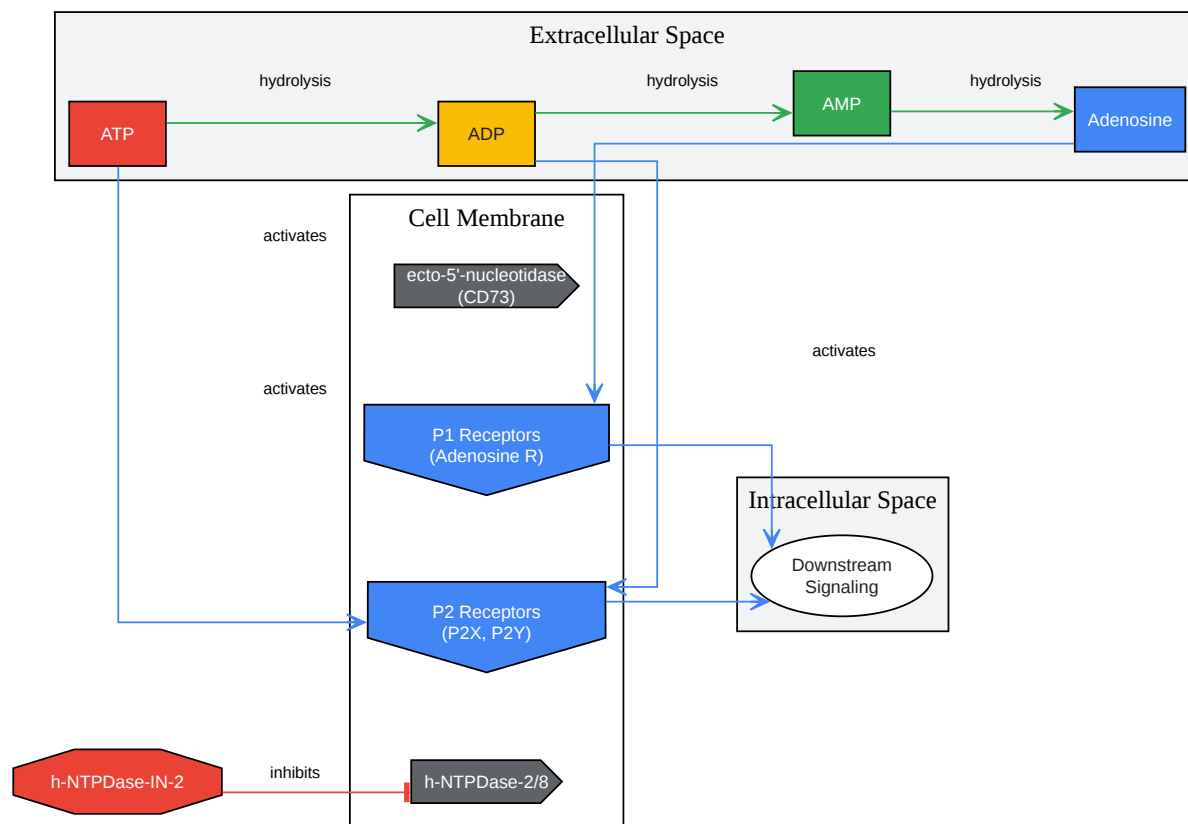 Extracellular Space
hydrolysis
hydrolysis
hydrolysis
ATP
ADP
AMP
Adenosine
Cell Membrane
activates
ecto-5'-nucleotidase
(CD73)
activates
activates
P1 Receptors
(Adenosine R)
Intracellular Space
Downstream
Signaling
P2 Receptors
(P2X, P2Y)
h-NTPDase-IN-2
inhibits
h-NTPDase-2/8